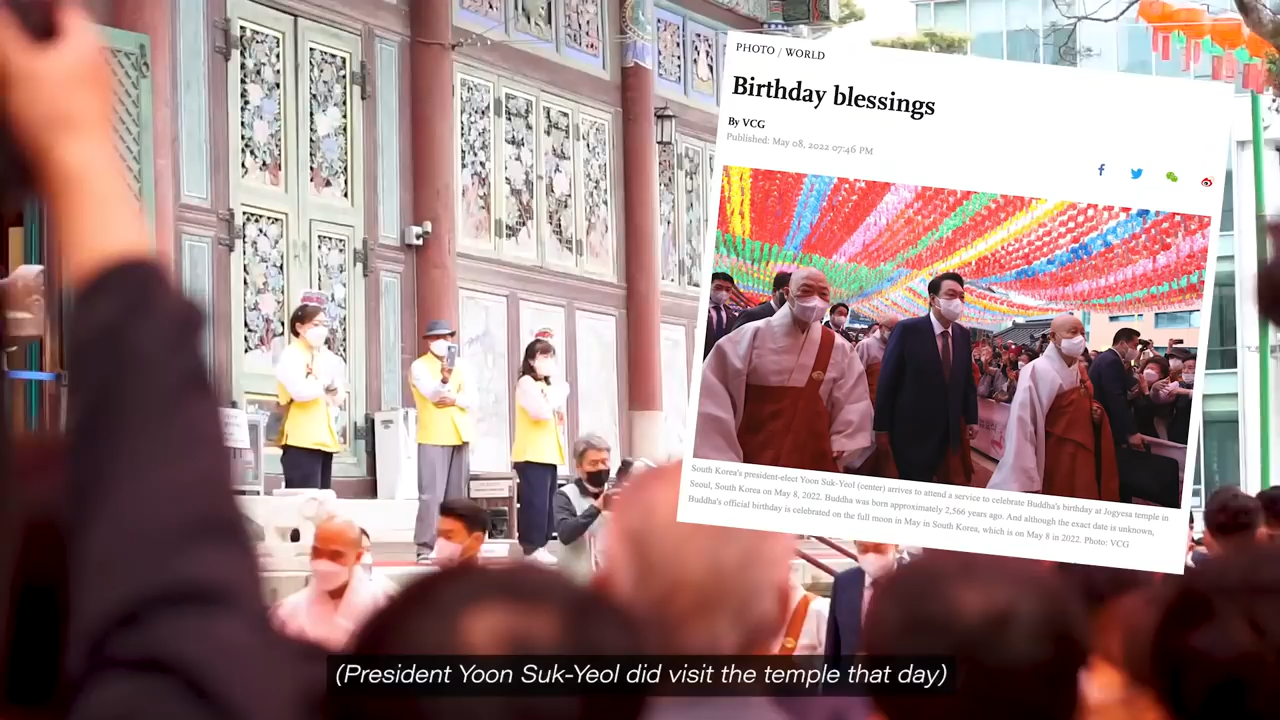 PHOTO / WORLD
Birthday blessings
By VCG
Published: May 08, 2022 07:46 PM
South Korea's president-elect Yoon Suk-Yeol (center) arrives to attend a service to celebrate Buddha's birthday at Jogyesa temple in
Seoul, South Korea on May 8, 2022. Buddha was born approximately 2,566 years ago. And although the exact date is unknown,
Buddha's official birthday is celebrated on the full moon in May in South Korea, which is on May 8 in 2022. Photo: VCG
(President Yoon Suk-Yeol did visit the temple that day)